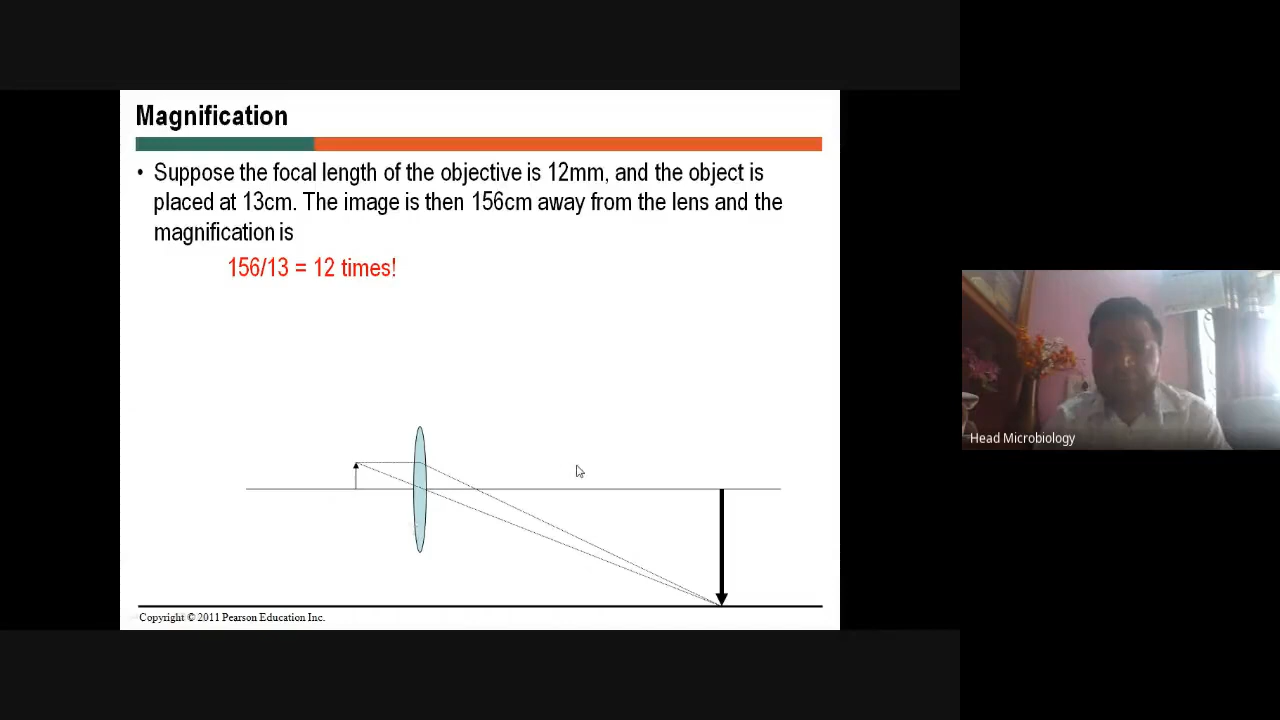 Magnification
• Suppose the focal length of the objective is 12mm, and the object is
placed at 13cm. The image is then 156cm away from the lens and the
magnification is
156/13 = 12 times!
Copyright © 2011 Pearson Education Inc.
Head Microbiology